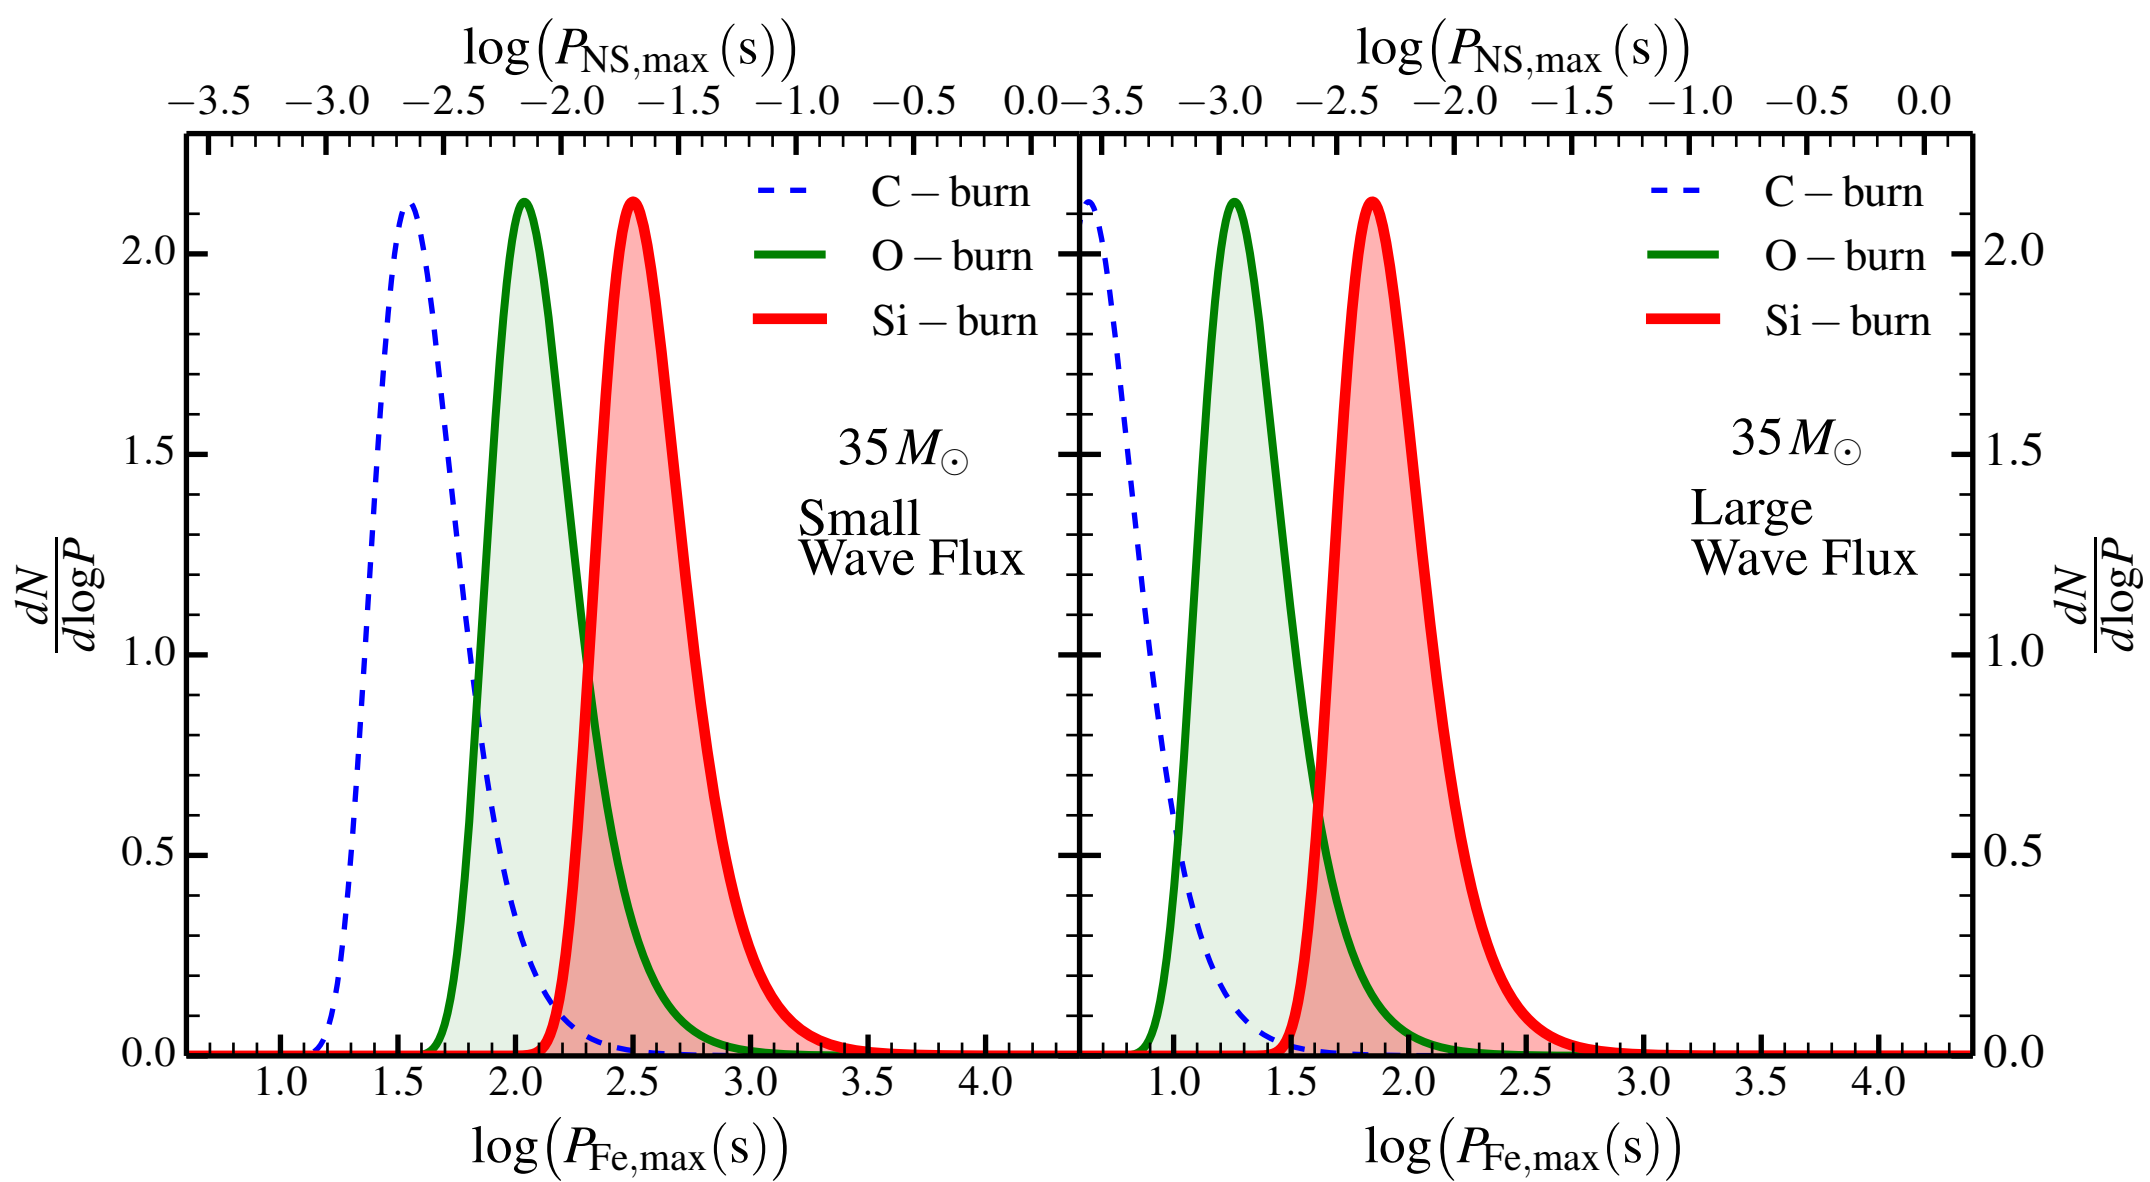 log(P_NS,max (s)) log(P_NS,max (s))
−3.5 −3.0 −2.5 −2.0 −1.5 −1.0 −0.5 0.0 −3.5 −3.0 −2.5 −2.0 −1.5 −1.0 −0.5 0.0
C − burn
O − burn
Si − burn
35 M☉
Small
Wave Flux
C − burn
O − burn
Si − burn
35 M☉
Large
Wave Flux
dN
dlogP
2.0
1.5
1.0
0.5
0.0
2.0
1.5
1.0
0.5
0.0
dN
dlogP
1.0 1.5 2.0 2.5 3.0 3.5 4.0 1.0 1.5 2.0 2.5 3.0 3.5 4.0
log(P_Fe,max(s)) log(P_Fe,max(s))